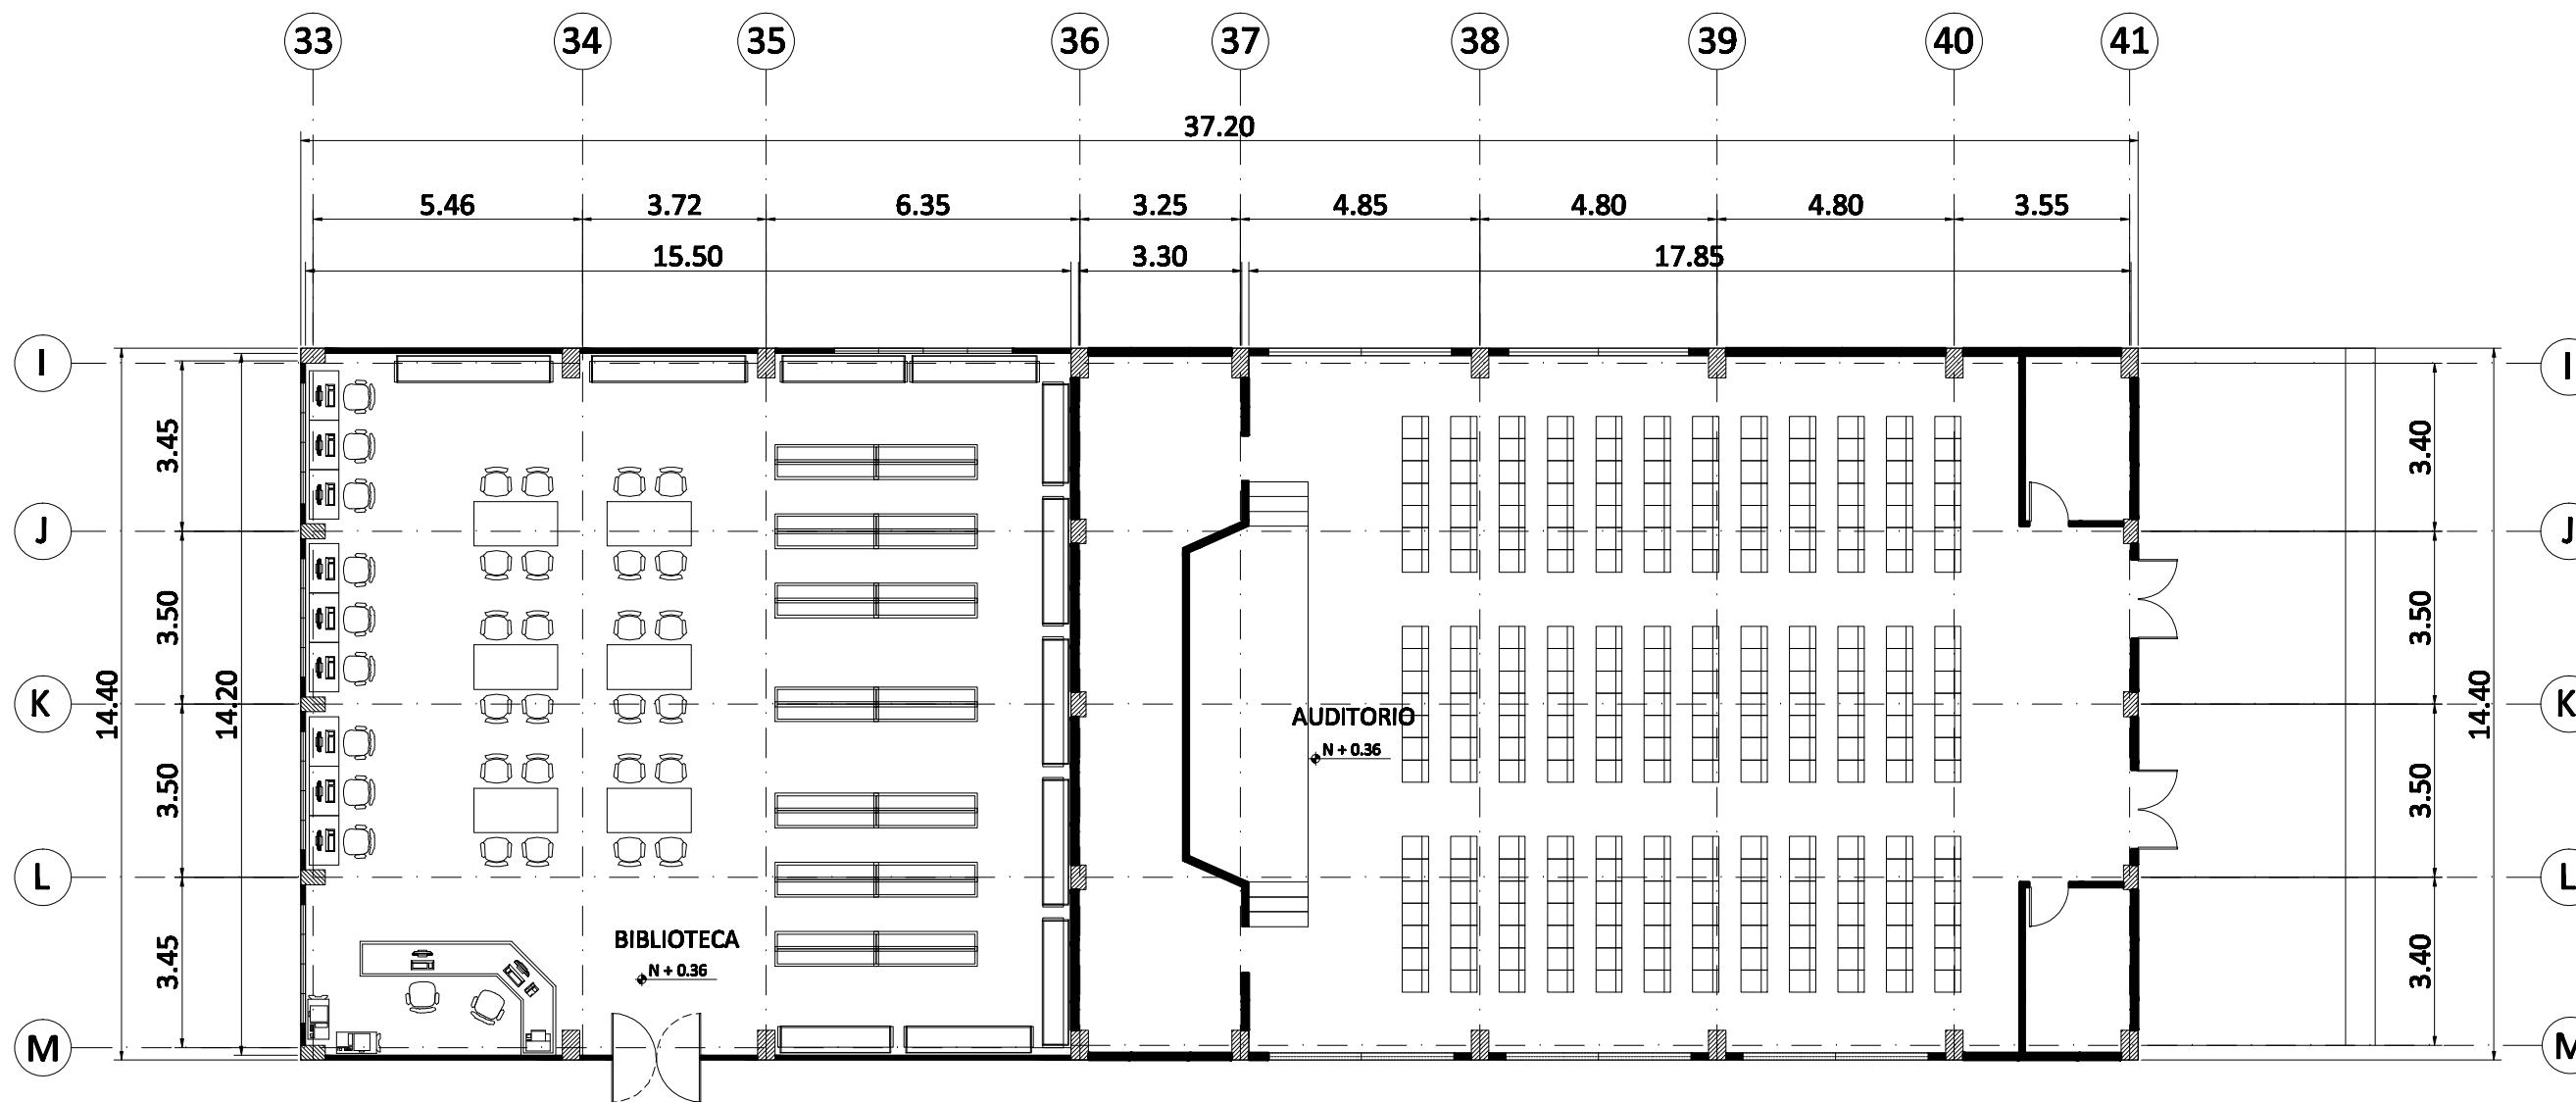 33 34 35 36 37 38 39 40 41
37.20
5.46 3.72 6.35 3.25 4.85 4.80 4.80 3.55
15.50 3.30 17.85
I I
3.45 3.40
J J
3.50 3.50
K K
14.40 14.20 14.40
AUDITORIO
N + 0.36
3.50 3.50
L L
BIBLIOTECA
N + 0.36
3.45 3.40
M M